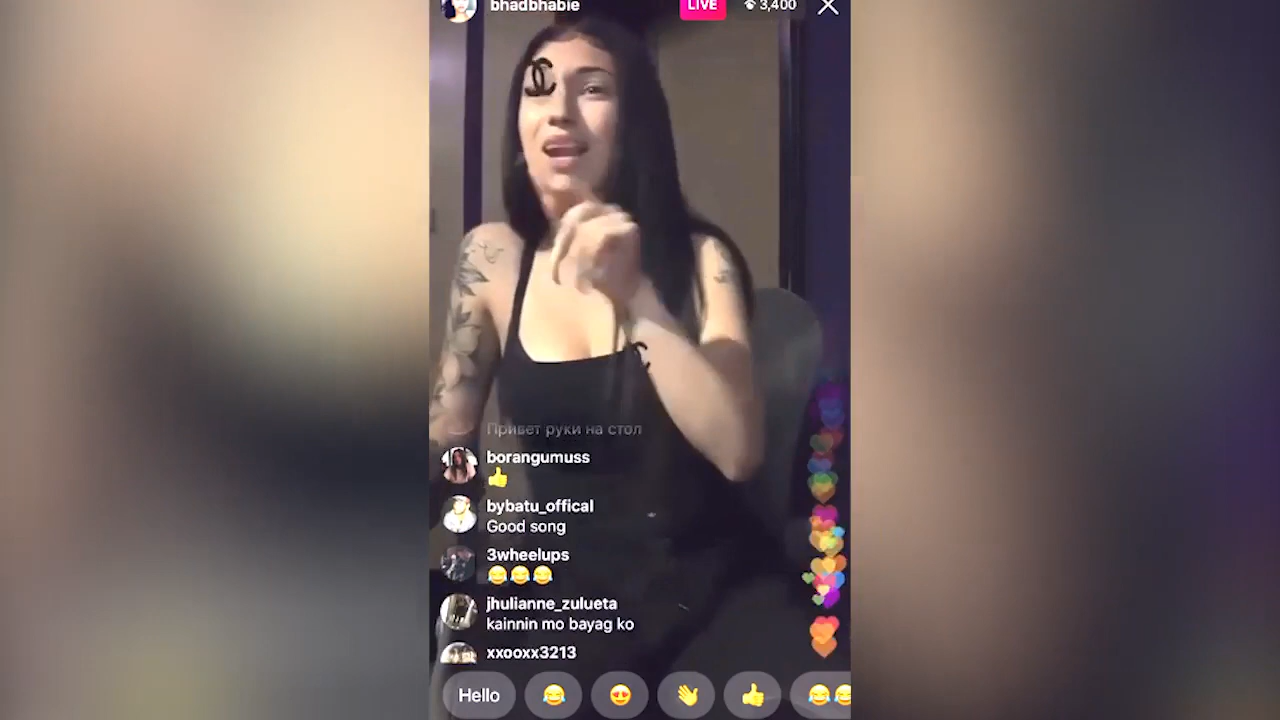 bhadbhabie
LIVE
3,400
Привет руки на стол
borangumuss
👍
bybatu_offical
Good song
3wheelups
😂😂😂
jhulianne_zulueta
kainnin mo bayag ko
xxooxx3213
Hello
😂
😍
👋
👍
😂😂